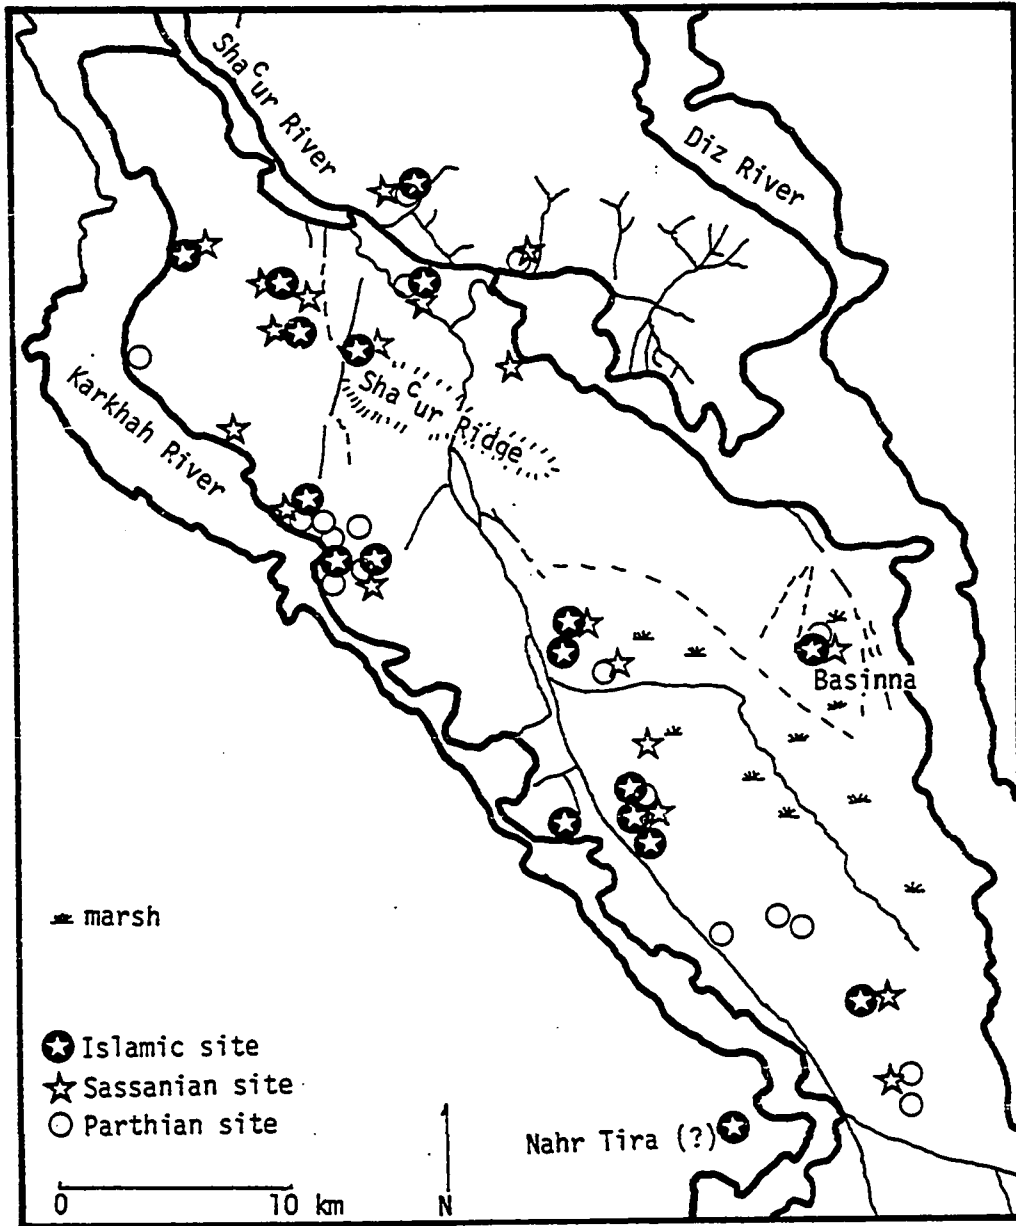 Shaᶜur River
Diz River
Karkhah River
Shaᶜur Ridge
Basinna
marsh
Islamic site
Sassanian site
Parthian site
Nahr Tira (?)
0 10 km
N